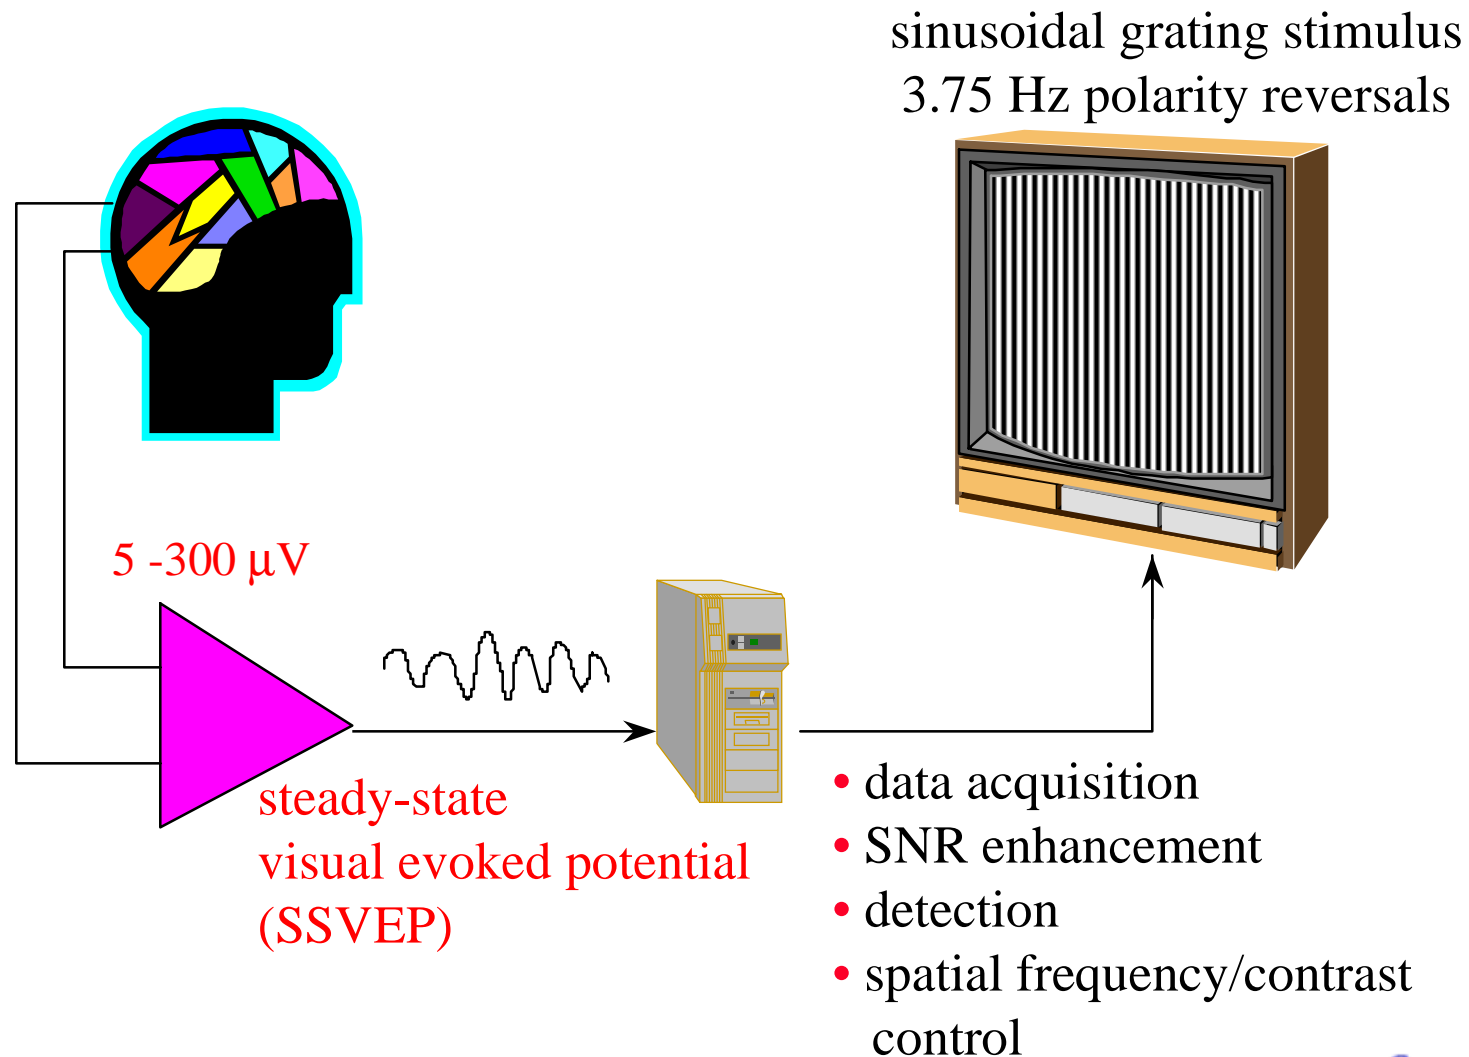 sinusoidal grating stimulus
3.75 Hz polarity reversals
5 -300 μV
steady-state
visual evoked potential
(SSVEP)
• data acquisition
• SNR enhancement
• detection
• spatial frequency/contrast
control